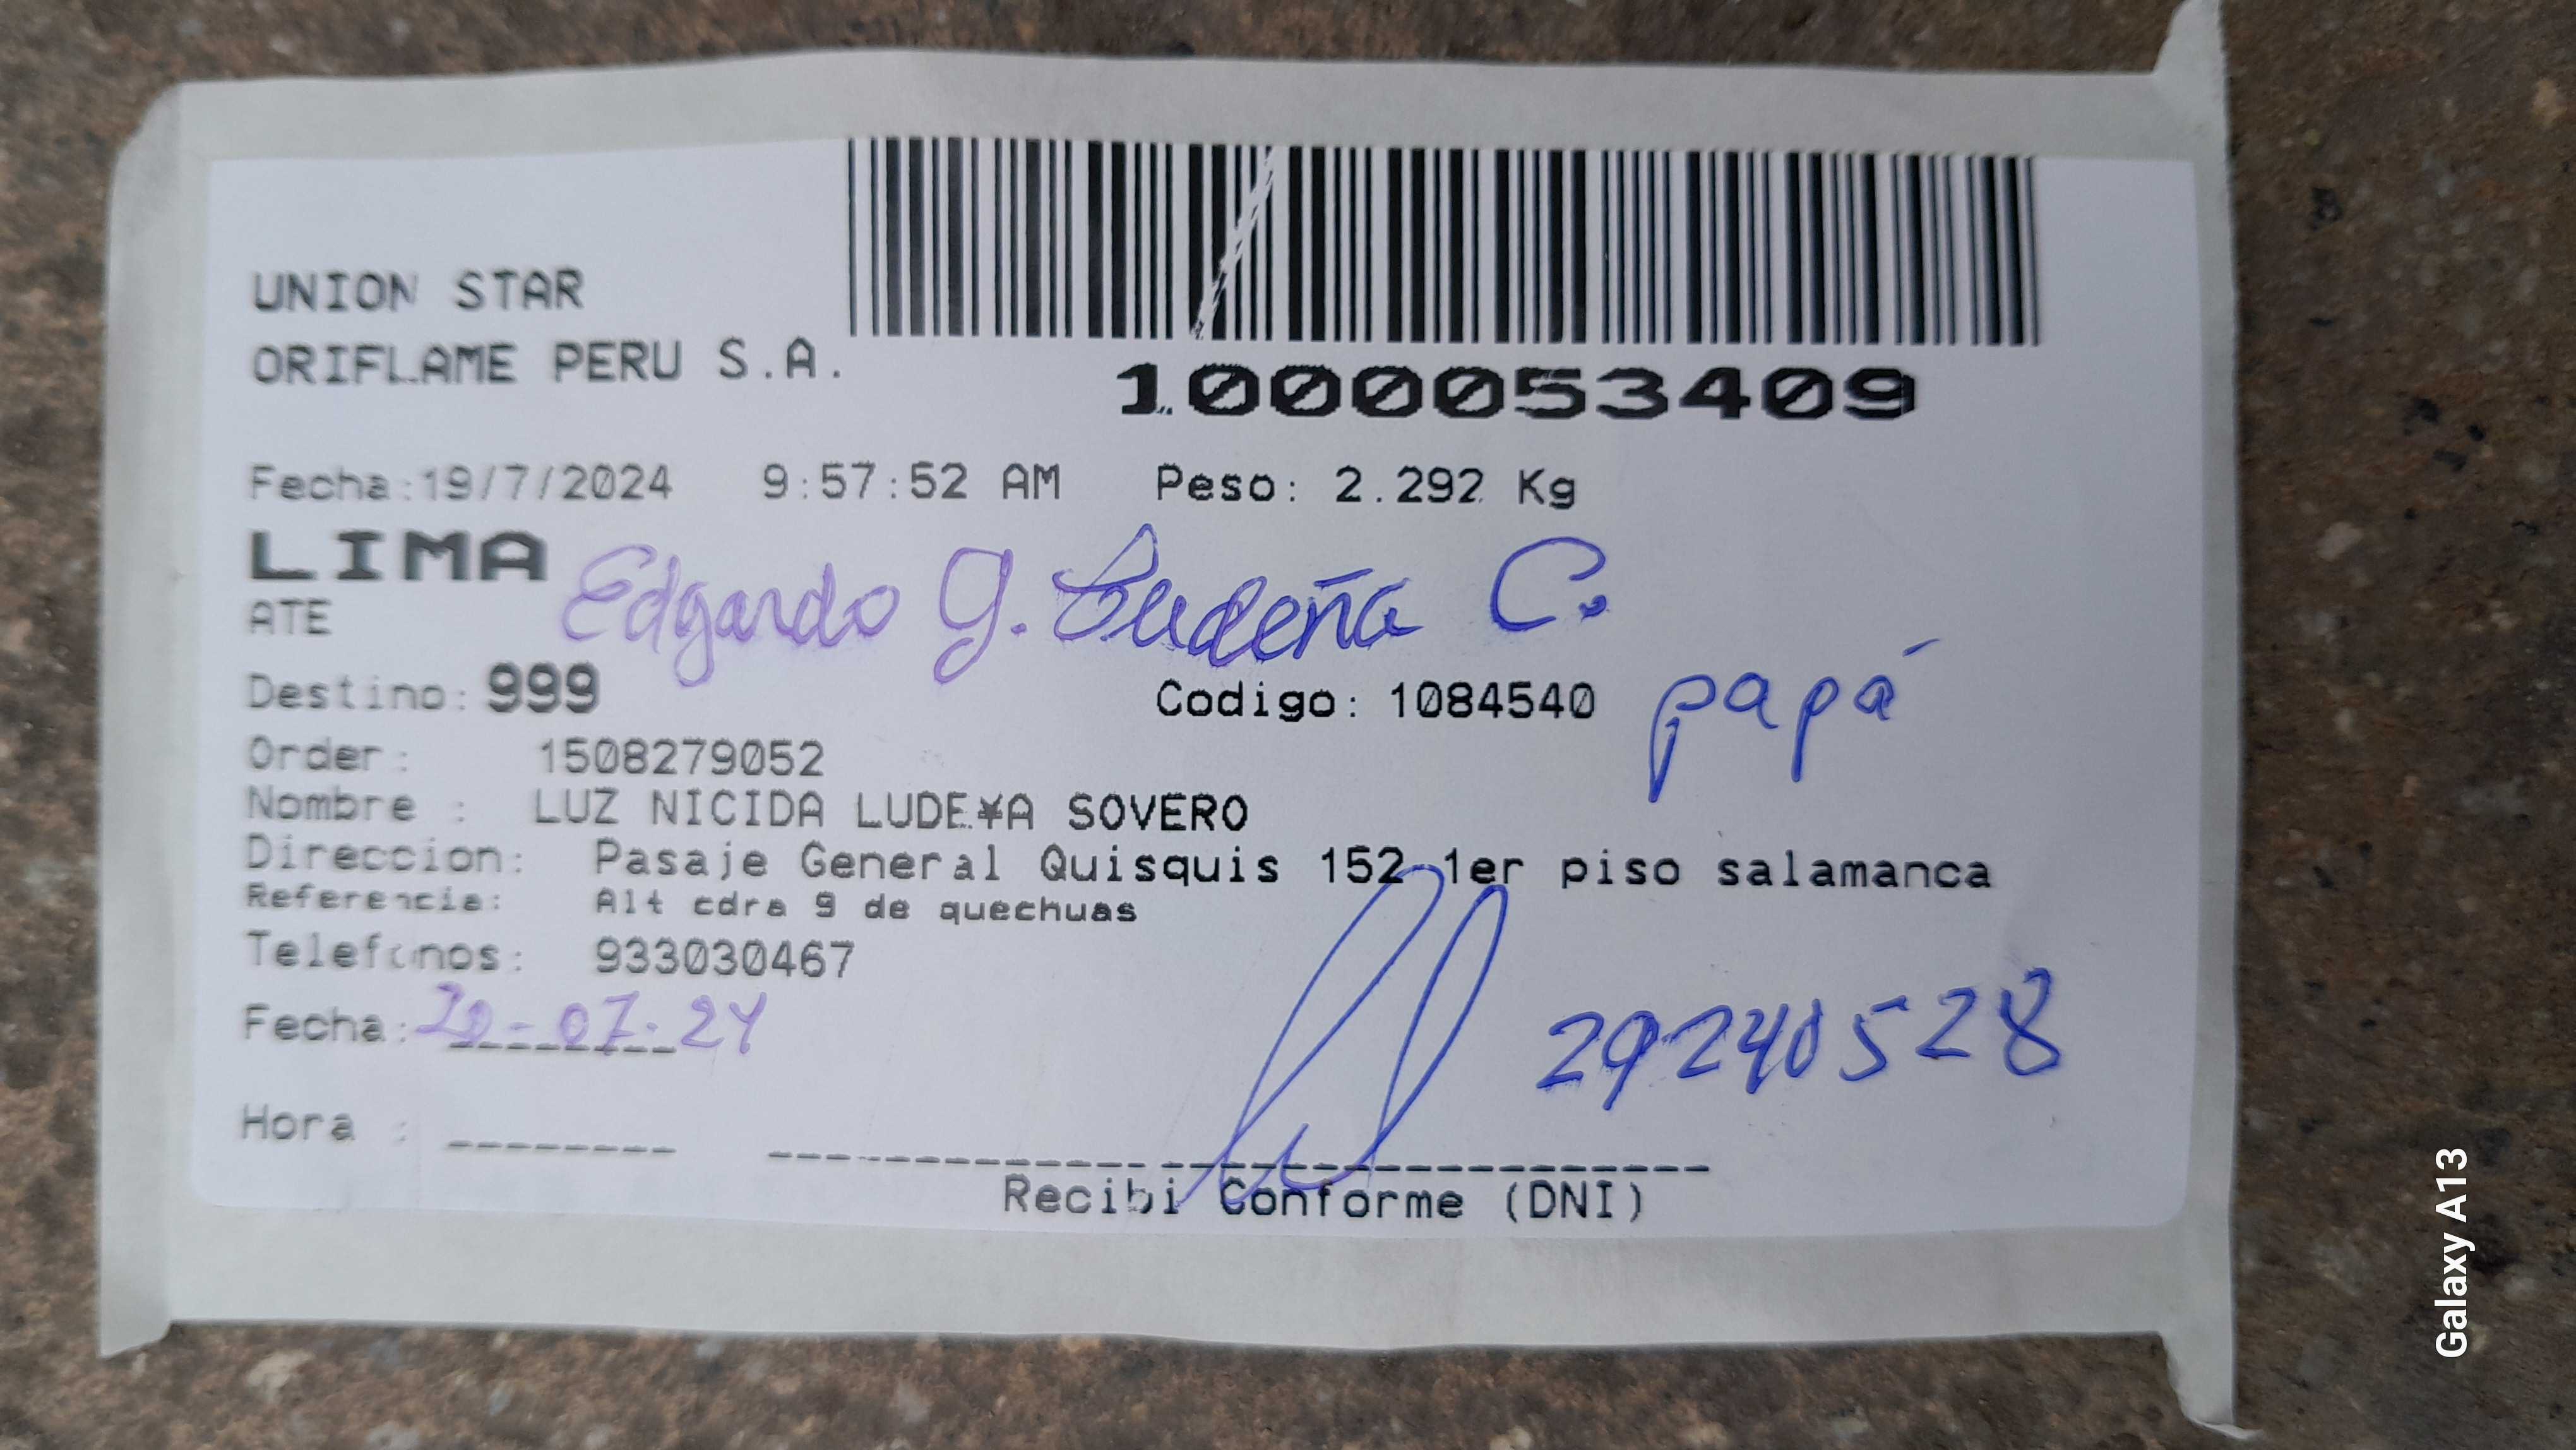 UNION STAR
ORIFLAME PERU S.A.
1000053409
Fecha:19/7/2024 9:57:52 AM Peso: 2.292 Kg
LIMA
Edgardo G. Ludeña C.
ATE
Destino: 999 Codigo: 1084540 papá
Order: 1508279052
Nombre : LUZ NICIDA LUDE¥A SOVERO
Direccion: Pasaje General Quisquis 152 1er piso salamanca
Referencia: Alt cdra 9 de quechuas
Telefonos: 933030467
Fecha: 20-07-24
29240528
Hora :
Recibi Conforme (DNI)
Galaxy A13